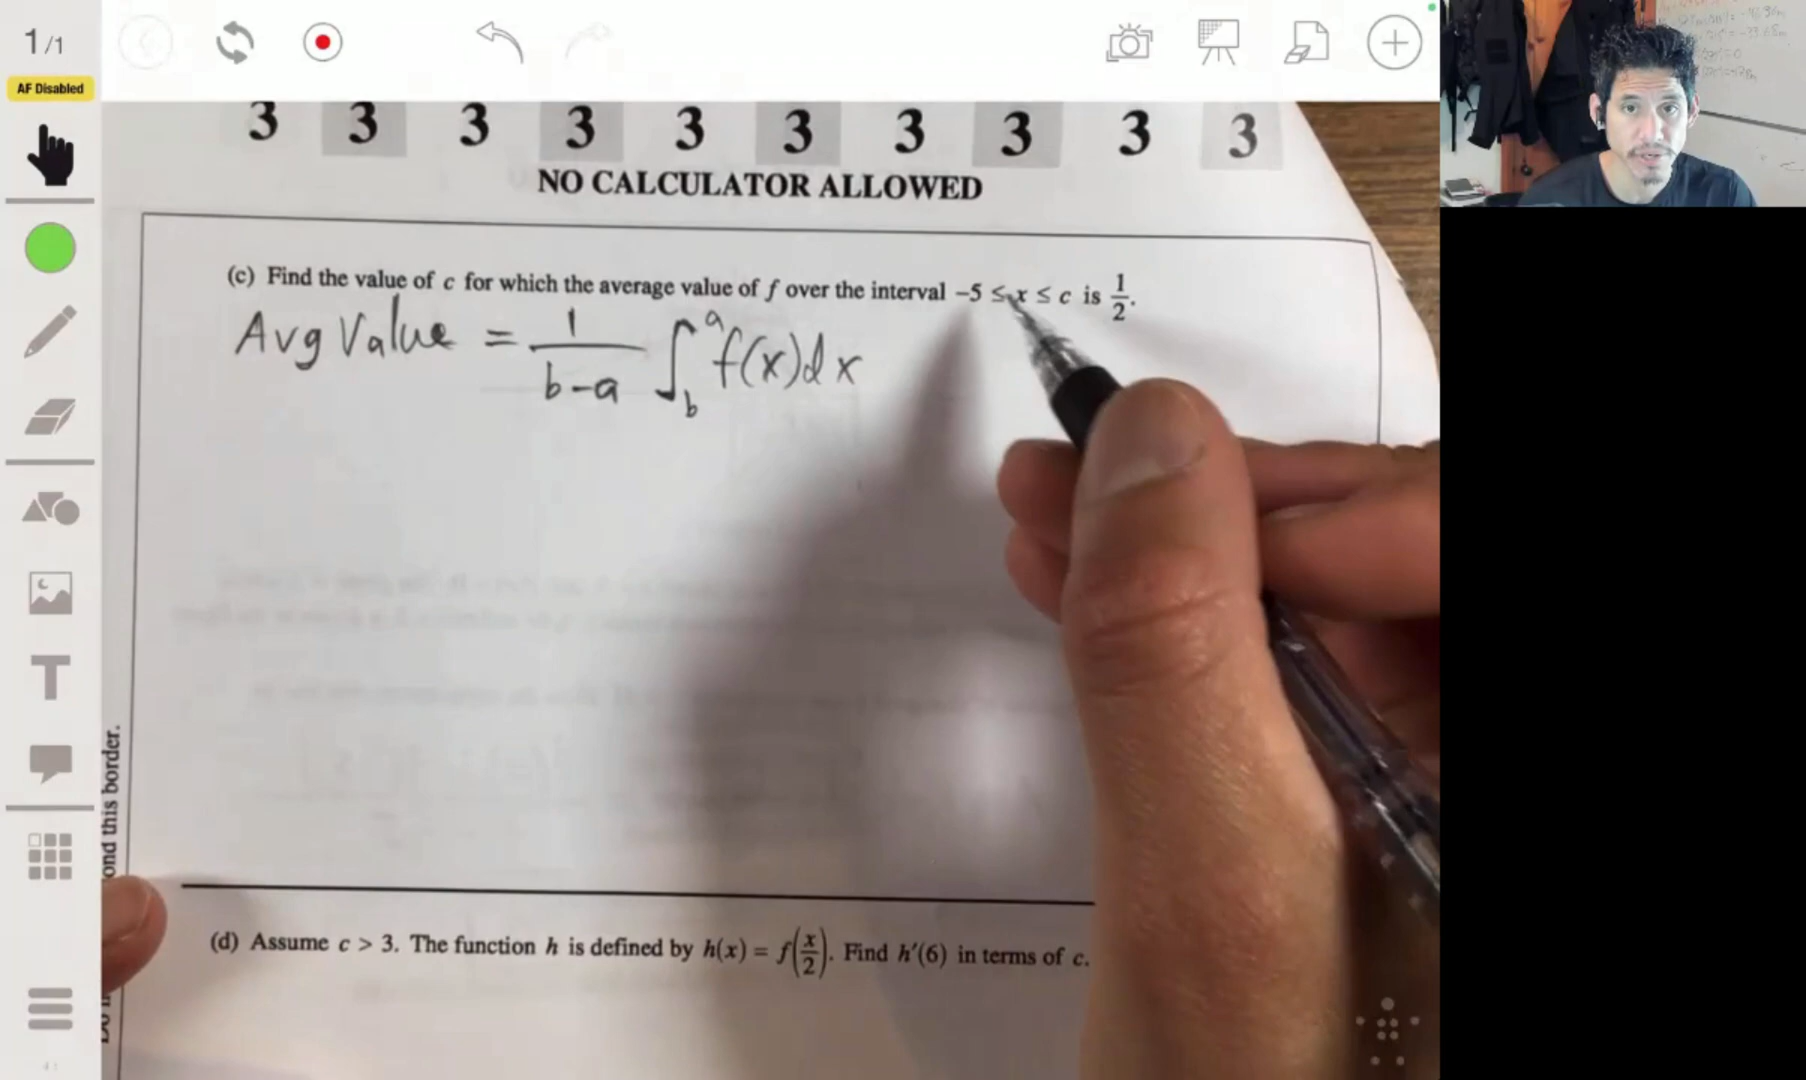 1/1
AF Disabled
3 3 3 3 3 3 3 3 3 3
NO CALCULATOR ALLOWED
(c) Find the value of c for which the average value of f over the interval −5 ≤ x ≤ c is 1/2.
Avg Value = 1/(b-a) ∫_b^a f(x)dx
T
ond this border.
(d) Assume c > 3. The function h is defined by h(x) = f(x/2). Find h′(6) in terms of c.